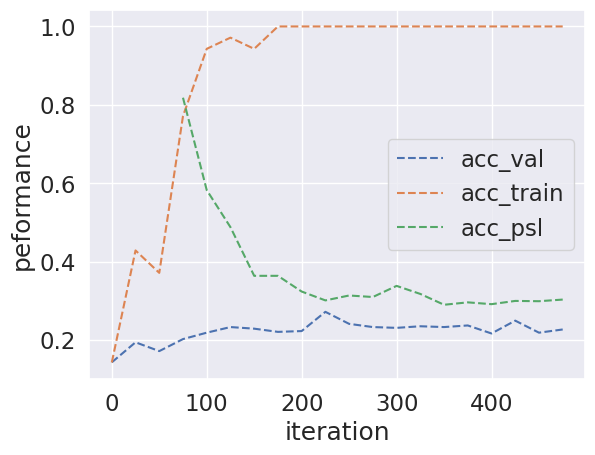 1.0
0.8
0.6
0.4
0.2
peformance
acc_val
acc_train
acc_psl
0 100 200 300 400
iteration